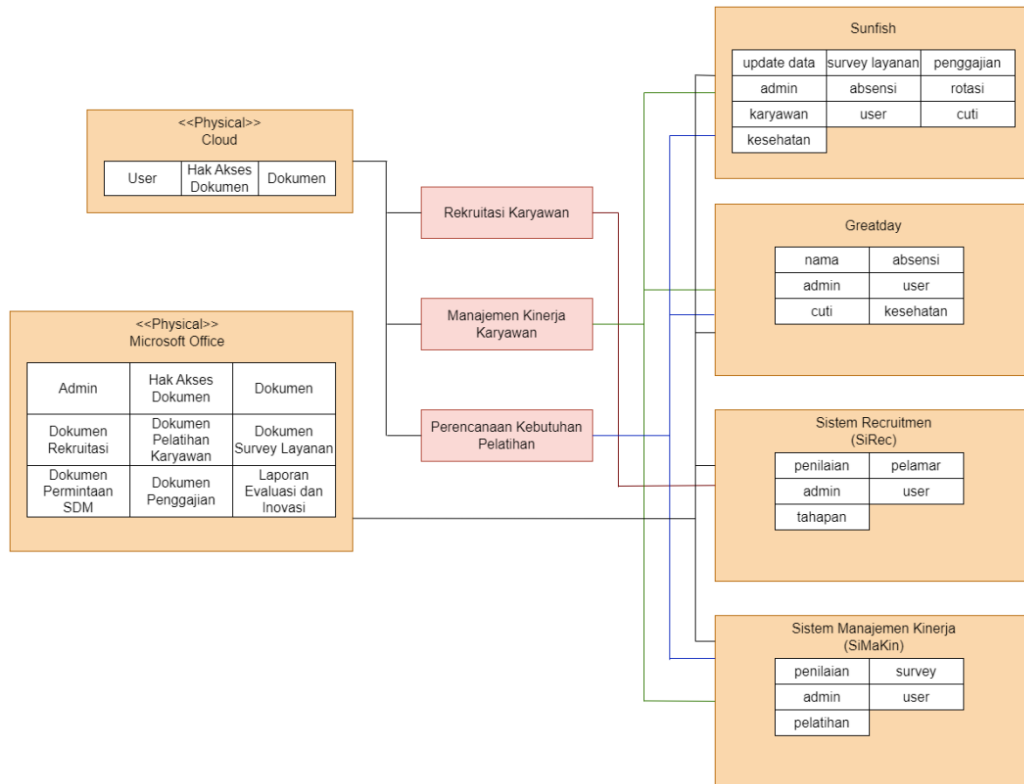 <<Physical>>
Cloud
User
Hak Akses
Dokumen
Dokumen
<<Physical>>
Microsoft Office
Admin
Hak Akses
Dokumen
Dokumen
Dokumen
Rekruitasi
Dokumen
Pelatihan
Karyawan
Dokumen
Survey Layanan
Dokumen
Permintaan
SDM
Dokumen
Penggajian
Laporan
Evaluasi dan
Inovasi
Rekruitasi Karyawan
Manajemen Kinerja
Karyawan
Perencanaan Kebutuhan
Pelatihan
Sunfish
update data
survey layanan
penggajian
admin
absensi
rotasi
karyawan
user
cuti
kesehatan
Greatday
nama
absensi
admin
user
cuti
kesehatan
Sistem Recruitmen
(SiRec)
penilaian
pelamar
admin
user
tahapan
Sistem Manajemen Kinerja
(SiMaKin)
penilaian
survey
admin
user
pelatihan